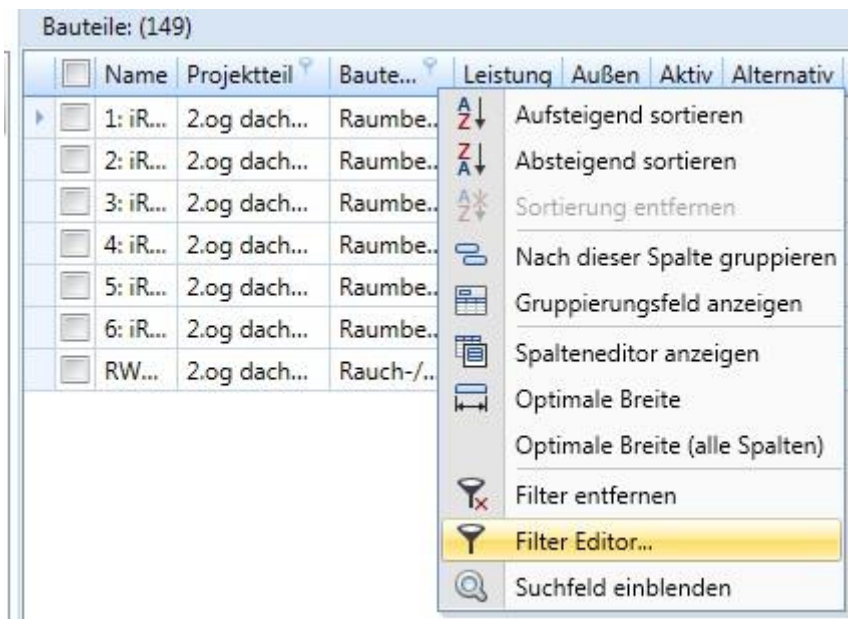 Bauteile: (149)
Name Projektteil Baute... Leistung Außen Aktiv Alternativ
1: iR... 2.og dach... Raumbe..
2: iR... 2.og dach... Raumbe..
3: iR... 2.og dach... Raumbe..
4: iR... 2.og dach... Raumbe..
5: iR... 2.og dach... Raumbe..
6: iR... 2.og dach... Raumbe..
RW... 2.og dach... Rauch-/...
Aufsteigend sortieren
Absteigend sortieren
Sortierung entfernen
Nach dieser Spalte gruppieren
Gruppierungsfeld anzeigen
Spalteneditor anzeigen
Optimale Breite
Optimale Breite (alle Spalten)
Filter entfernen
Filter Editor...
Suchfeld einblenden